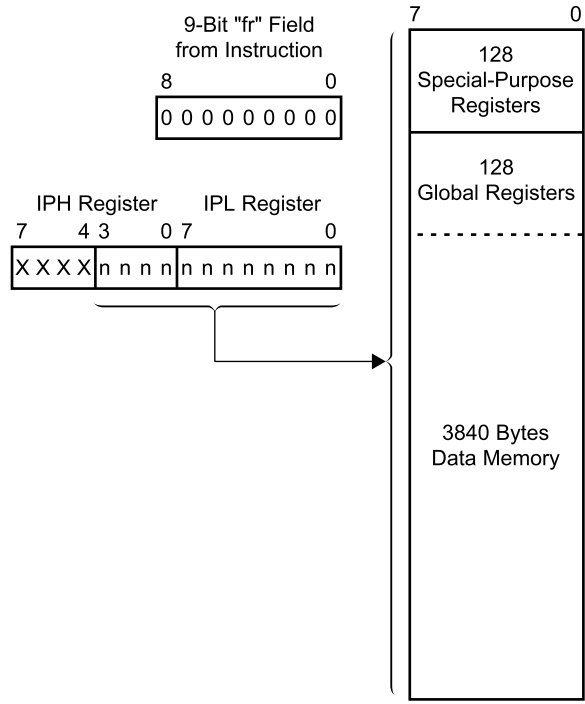 9-Bit "fr" Field
from Instruction
8 0
0 0 0 0 0 0 0 0 0
IPH Register IPL Register
7 4 3 0 7 0
X X X X n n n n n n n n n n n n
7 0
128
Special-Purpose
Registers
128
Global Registers
3840 Bytes
Data Memory